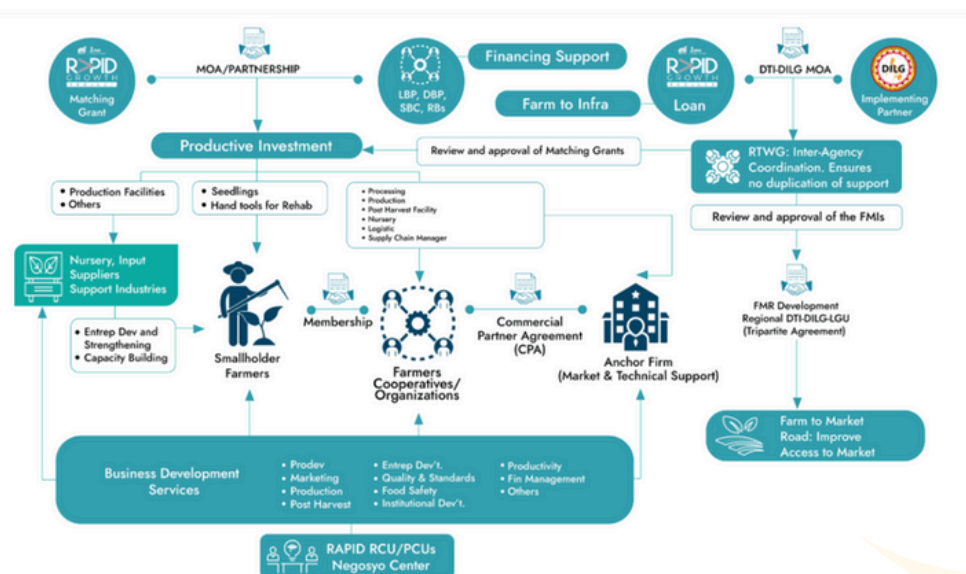 RAPID
GROWTH
Matching
Grant
MOA/PARTNERSHIP
LBP, DBP,
SBC, RBs
Financing Support
Farm to Infra
RAPID
GROWTH
Loan
DTI-DILG MOA
DILG
Implementing
Partner
Productive Investment
Review and approval of Matching Grants
RTWG: Inter-Agency
Coordination. Ensures
no duplication of support
• Production Facilities
• Others
• Seedlings
• Hand tools for Rehab
• Processing
• Production
• Post Harvest Facility
• Nursery
• Logistic
• Supply Chain Manager
Review and approval of the FMIs
Nursery, Input
Suppliers
Support Industries
• Entrep Dev and
Strengthening
• Capacity Building
Smallholder
Farmers
Membership
Farmers
Cooperatives/
Organizations
Commercial
Partner Agreement
(CPA)
Anchor Firm
(Market & Technical Support)
FMR Development
Regional DTI-DILG-LGU
(Tripartite Agreement)
Farm to Market
Road: Improve
Access to Market
Business Development
Services
• Prodev
• Marketing
• Production
• Post Harvest
• Entrep Dev't.
• Quality & Standards
• Food Safety
• Institutional Dev't.
• Productivity
• Fin Management
• Others
RAPID RCU/PCUs
Negosyo Center